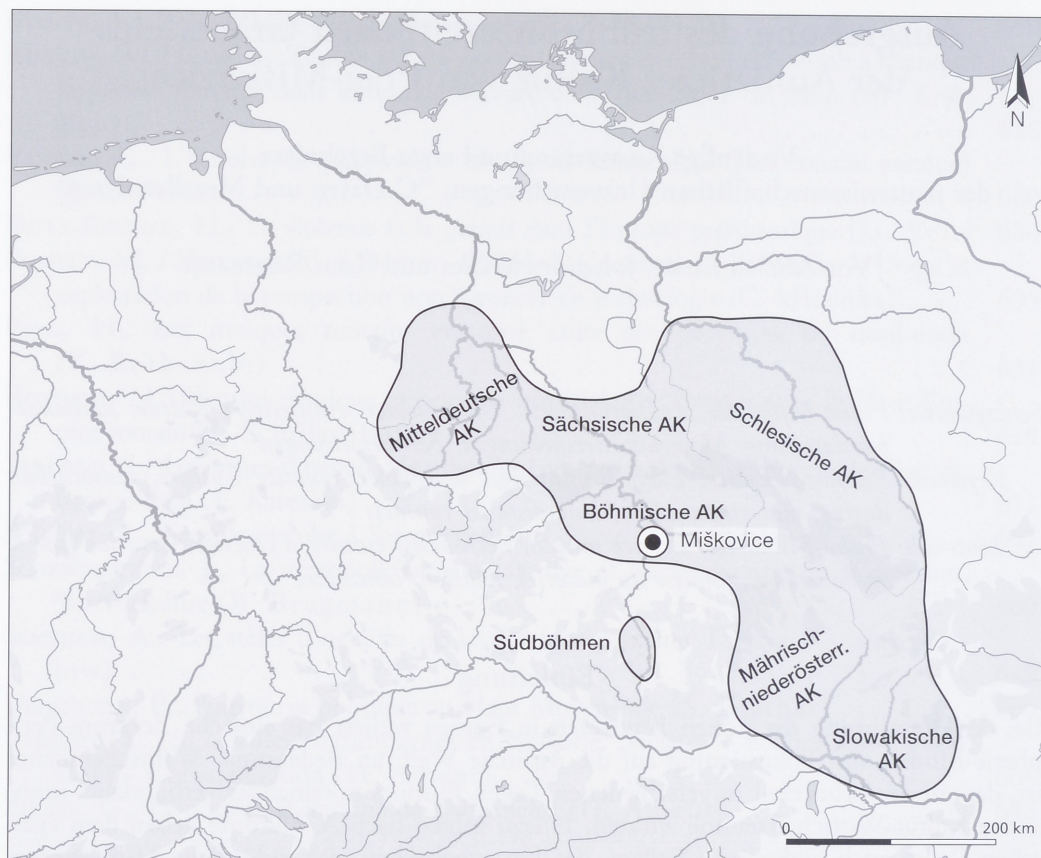 N
Mitteldeutsche
AK
Sächsische AK
Schlesische AK
Böhmische AK
Miškovice
Südböhmen
Mährisch-
niederösterr.
AK
Slowakische
AK
0 200 km